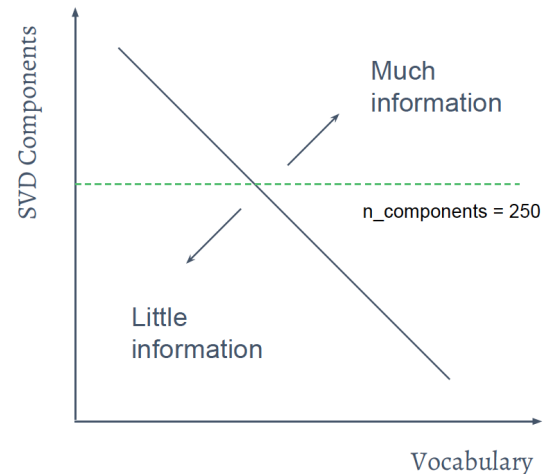 SVD Components
Much
information
n_components = 250
Little
information
Vocabulary